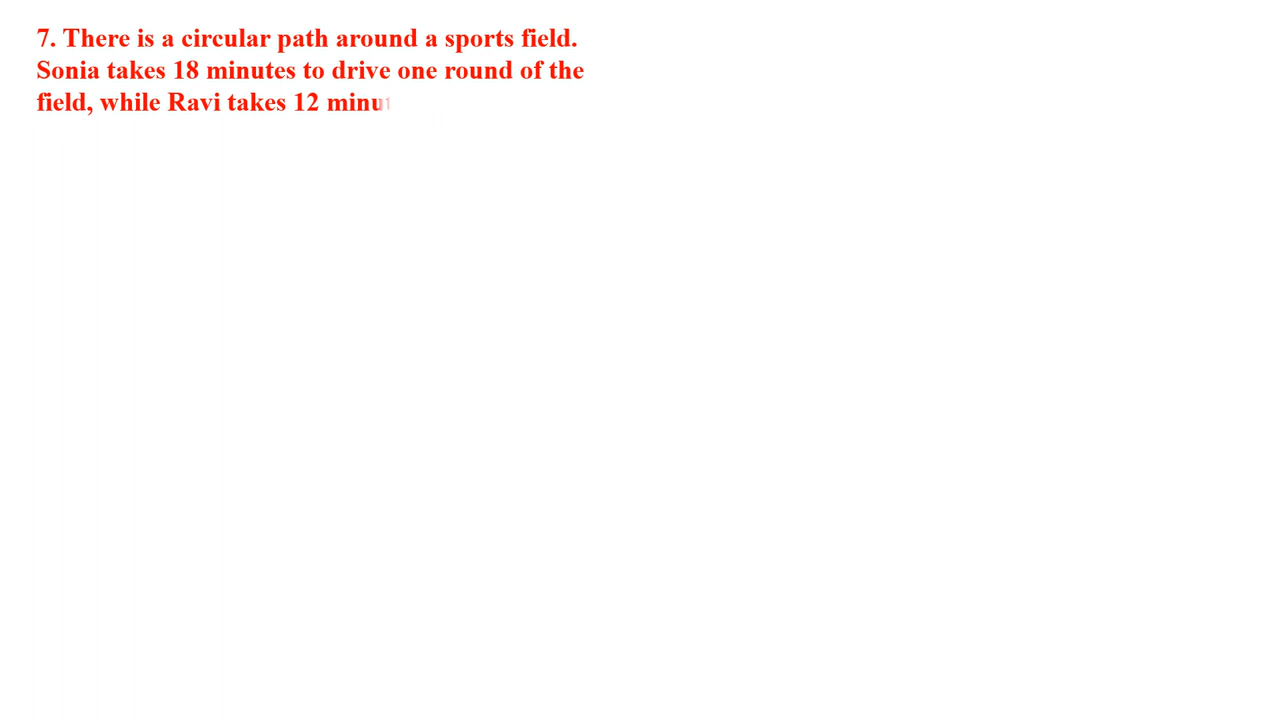 7. There is a circular path around a sports field.
Sonia takes 18 minutes to drive one round of the
field, while Ravi takes 12 minut